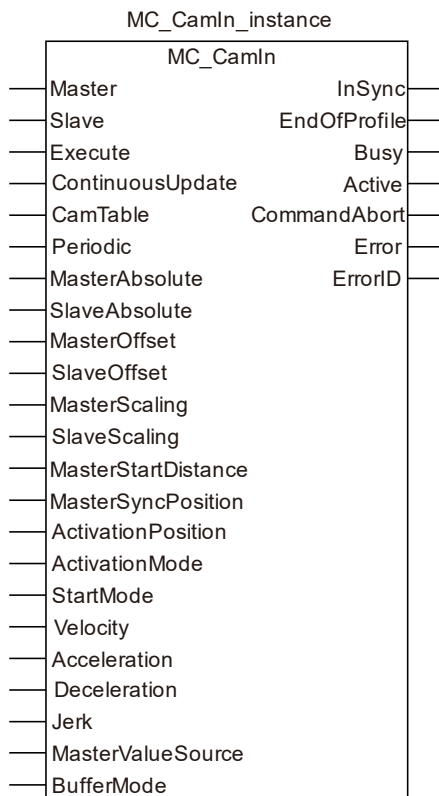 MC_CamIn_instance
MC_CamIn
Master InSync
Slave EndOfProfile
Execute Busy
ContinuousUpdate Active
CamTable CommandAbort
Periodic Error
MasterAbsolute ErrorID
SlaveAbsolute
MasterOffset
SlaveOffset
MasterScaling
SlaveScaling
MasterStartDistance
MasterSyncPosition
ActivationPosition
ActivationMode
StartMode
Velocity
Acceleration
Deceleration
Jerk
MasterValueSource
BufferMode